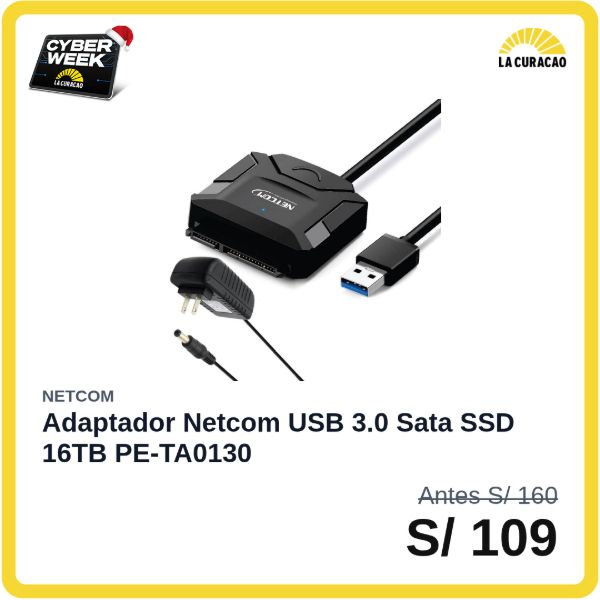 CYBER
WEEK
LA CURACAO
LA CURACAO
NETCOM
NETCOM
Adaptador Netcom USB 3.0 Sata SSD
16TB PE-TA0130
Antes S/ 160
S/ 109